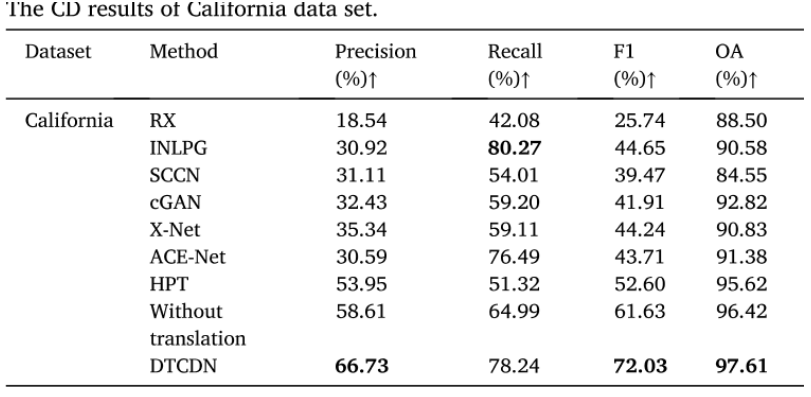 The CD results of California data set.
Dataset Method Precision Recall F1 OA
(%)↑ (%)↑ (%)↑ (%)↑
California RX 18.54 42.08 25.74 88.50
INLPG 30.92 80.27 44.65 90.58
SCCN 31.11 54.01 39.47 84.55
cGAN 32.43 59.20 41.91 92.82
X-Net 35.34 59.11 44.24 90.83
ACE-Net 30.59 76.49 43.71 91.38
HPT 53.95 51.32 52.60 95.62
Without 58.61 64.99 61.63 96.42
translation
DTCDN 66.73 78.24 72.03 97.61